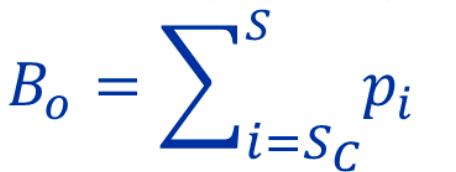 B_o = \sum_{i=S_C}^{S} p_i